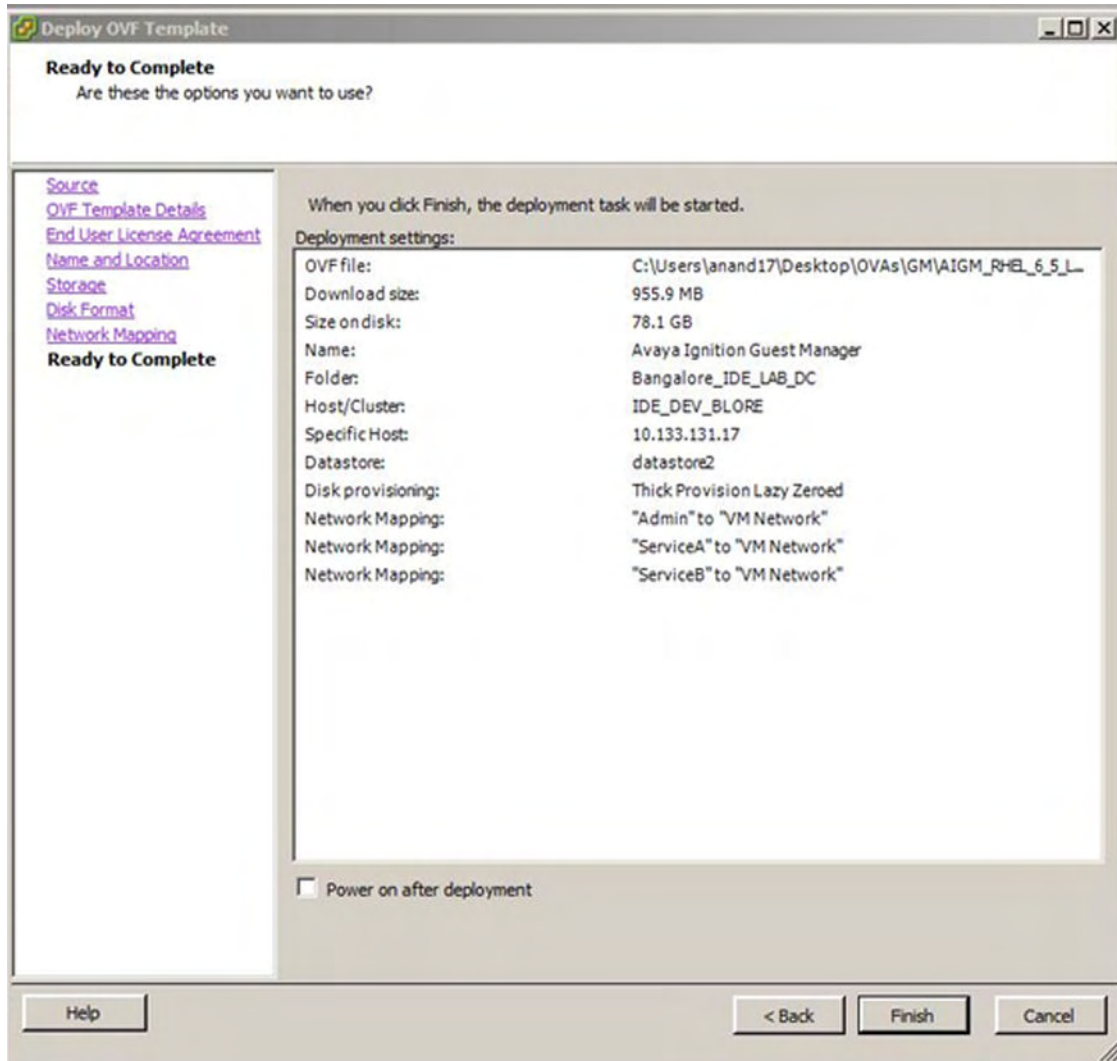 Deploy OVF Template
Ready to Complete
Are these the options you want to use?
Source
OVF Template Details
End User License Agreement
Name and Location
Storage
Disk Format
Network Mapping
Ready to Complete
When you click Finish, the deployment task will be started.
Deployment settings:
OVF file: C:\Users\anand17\Desktop\OVAs\GM\AIGM_RHEL_6_5_L...
Download size: 955.9 MB
Size on disk: 78.1 GB
Name: Avaya Ignition Guest Manager
Folder: Bangalore_IDE_LAB_DC
Host/Cluster: IDE_DEV_BLORE
Specific Host: 10.133.131.17
Datastore: datastore2
Disk provisioning: Thick Provision Lazy Zeroed
Network Mapping: "Admin" to "VM Network"
Network Mapping: "ServiceA" to "VM Network"
Network Mapping: "ServiceB" to "VM Network"
Power on after deployment
Help < Back Finish Cancel